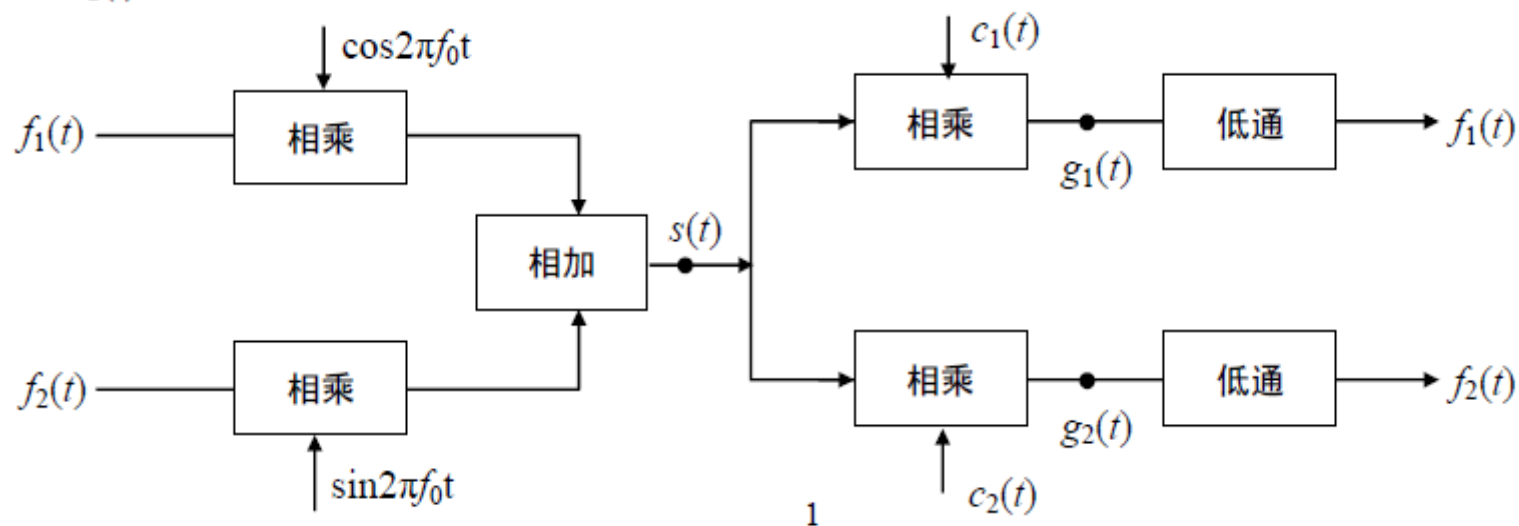 cos2πf₀t
c₁(t)
f₁(t)
相乘
相乘
低通
f₁(t)
g₁(t)
s(t)
相加
f₂(t)
相乘
相乘
低通
f₂(t)
g₂(t)
sin2πf₀t
c₂(t)
1